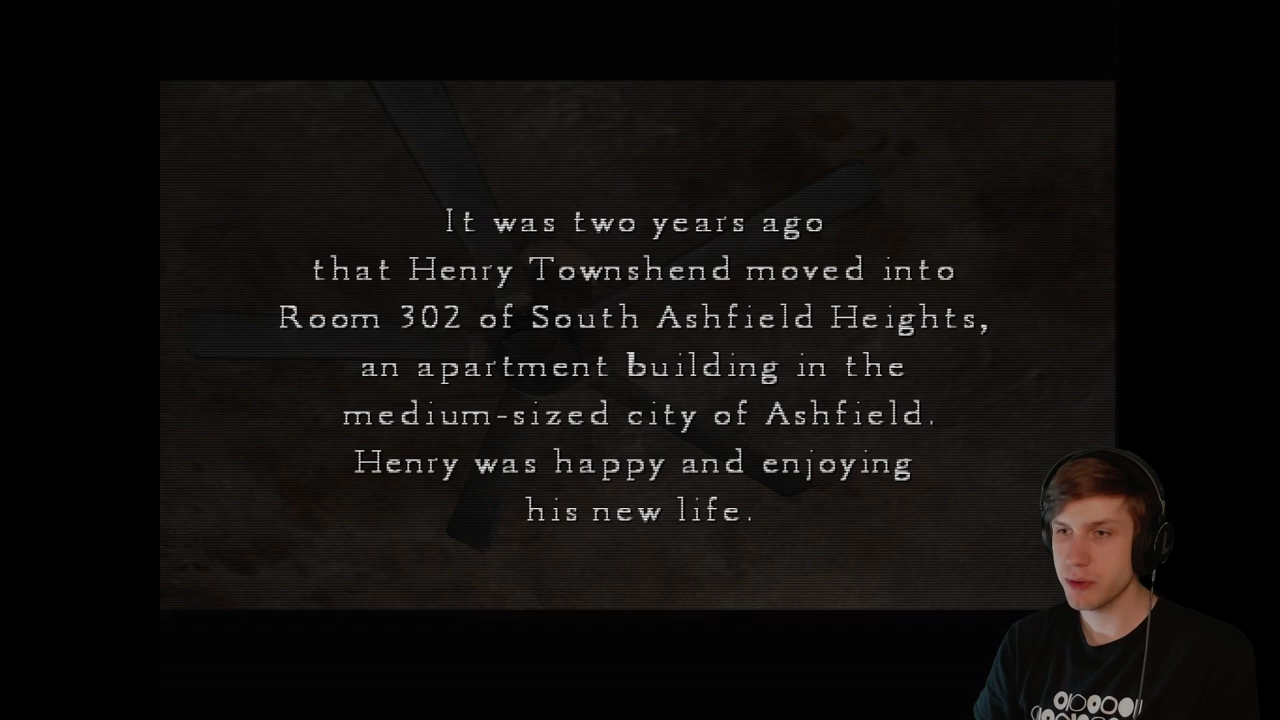 It was two years ago
that Henry Townshend moved into
Room 302 of South Ashfield Heights,
an apartment building in the
medium-sized city of Ashfield.
Henry was happy and enjoying
his new life.